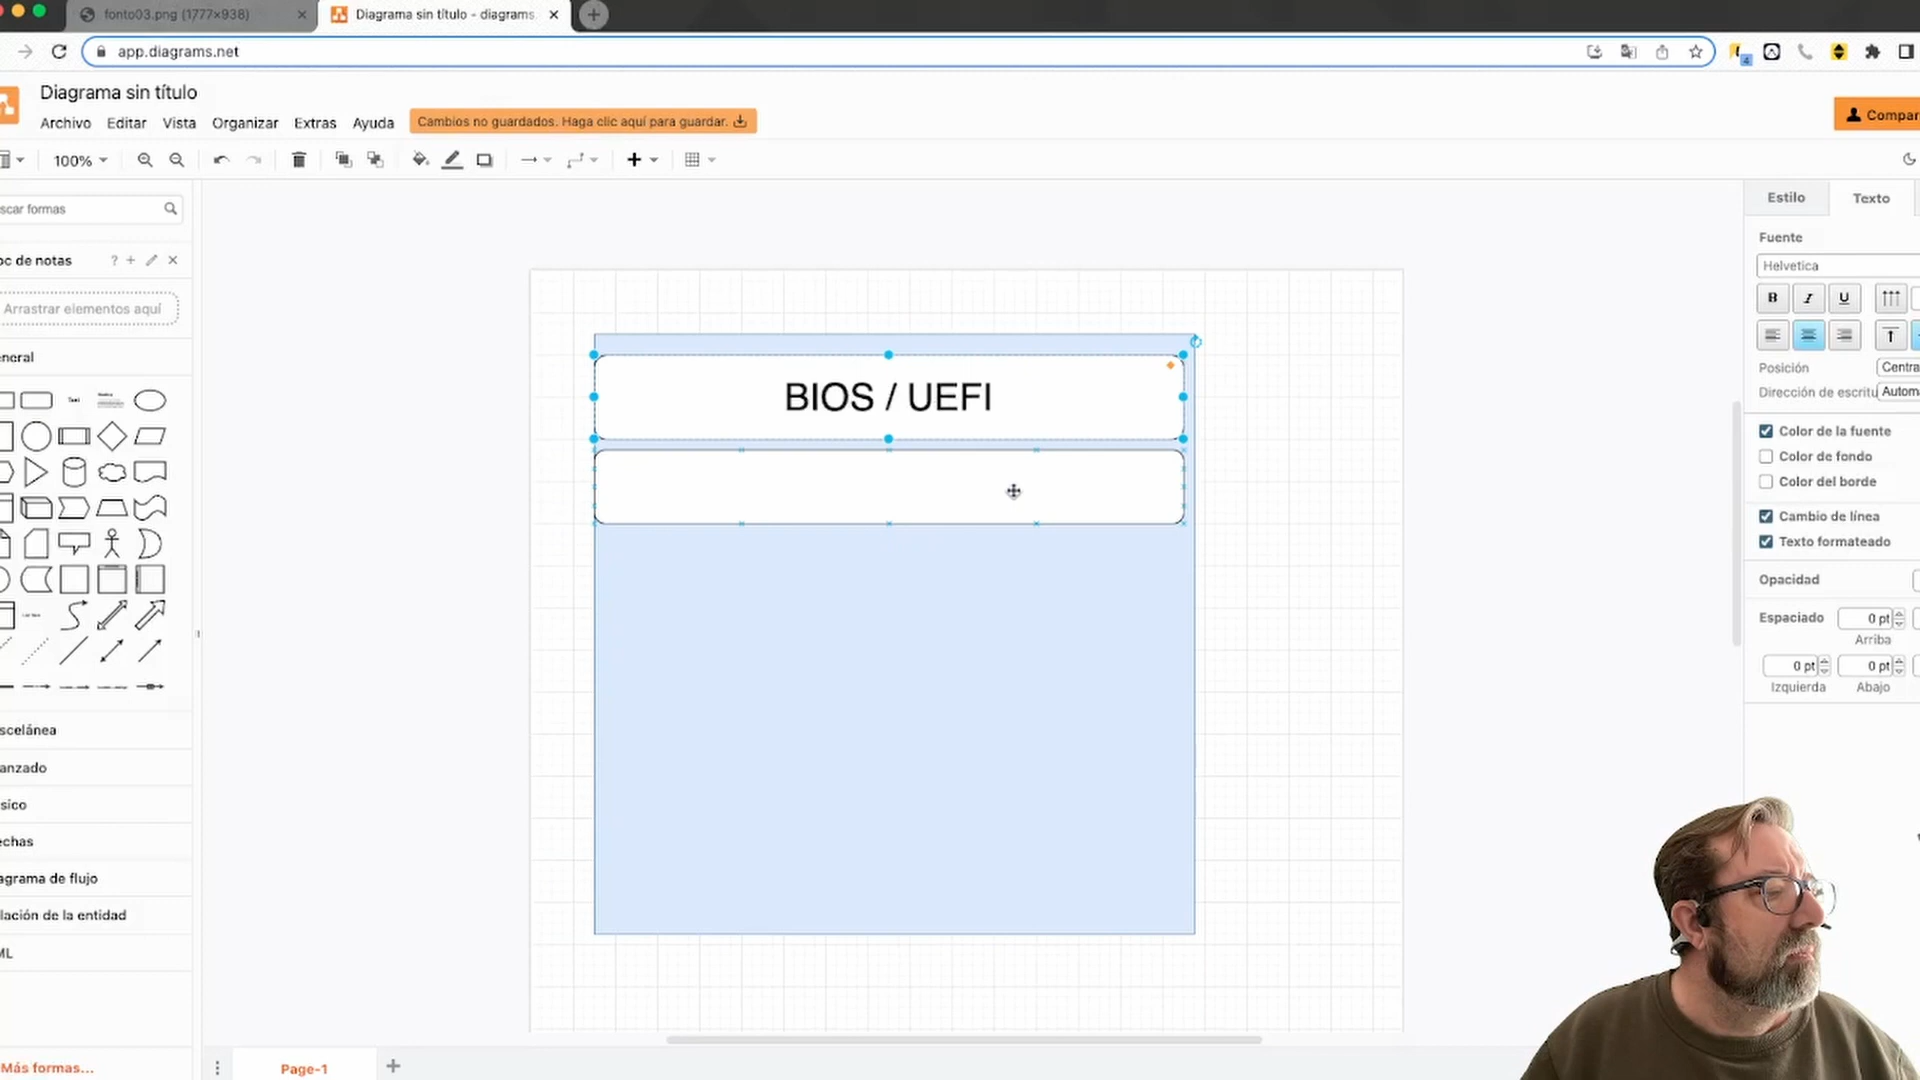 fonto03.png (1777×938)
Diagrama sin título - diagrams
app.diagrams.net
4
Diagrama sin título
Archivo Editar Vista Organizar Extras Ayuda
Cambios no guardados. Haga clic aquí para guardar.
Compar
100%
scar formas
oc de notas ?
Arrastrar elementos aquí
eneral
Text
scelánea
anzado
sico
echas
agrama de flujo
lación de la entidad
ML
Más formas...
BIOS / UEFI
Page-1
Estilo Texto
Fuente
Helvetica
B I U
Posición Centra
Dirección de escritu Autom
Color de la fuente
Color de fondo
Color del borde
Cambio de línea
Texto formateado
Opacidad
Espaciado 0 pt
Arriba
0 pt 0 pt
Izquierda Abajo